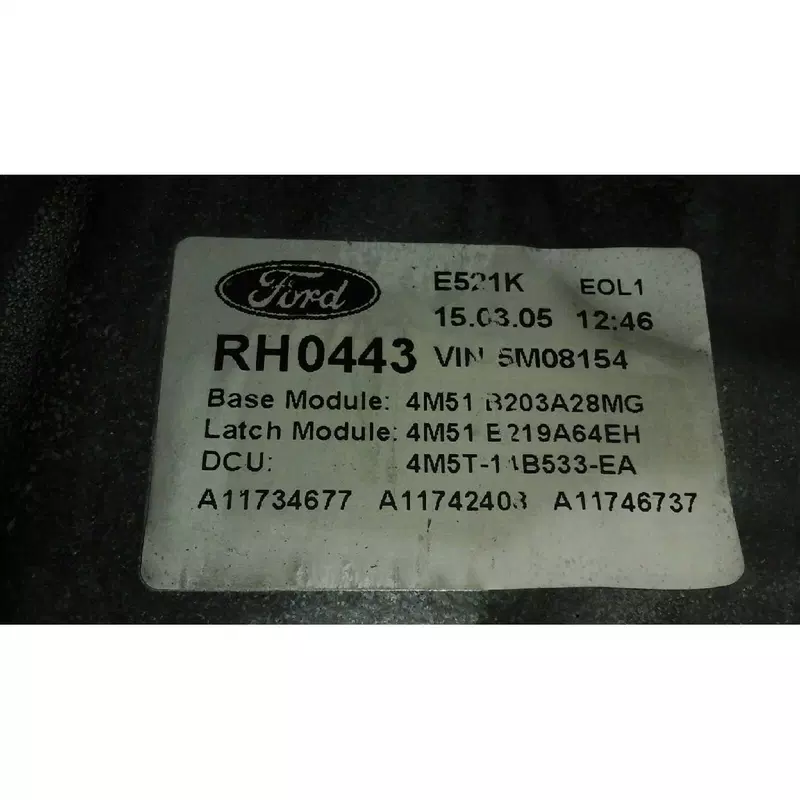 Ford
E521K EOL1
15.03.05 12:46
RH0443 VIN 5M08154
Base Module: 4M51 B203A28MG
Latch Module: 4M51 E219A64EH
DCU: 4M5T-14B533-EA
A11734677 A11742403 A11746737